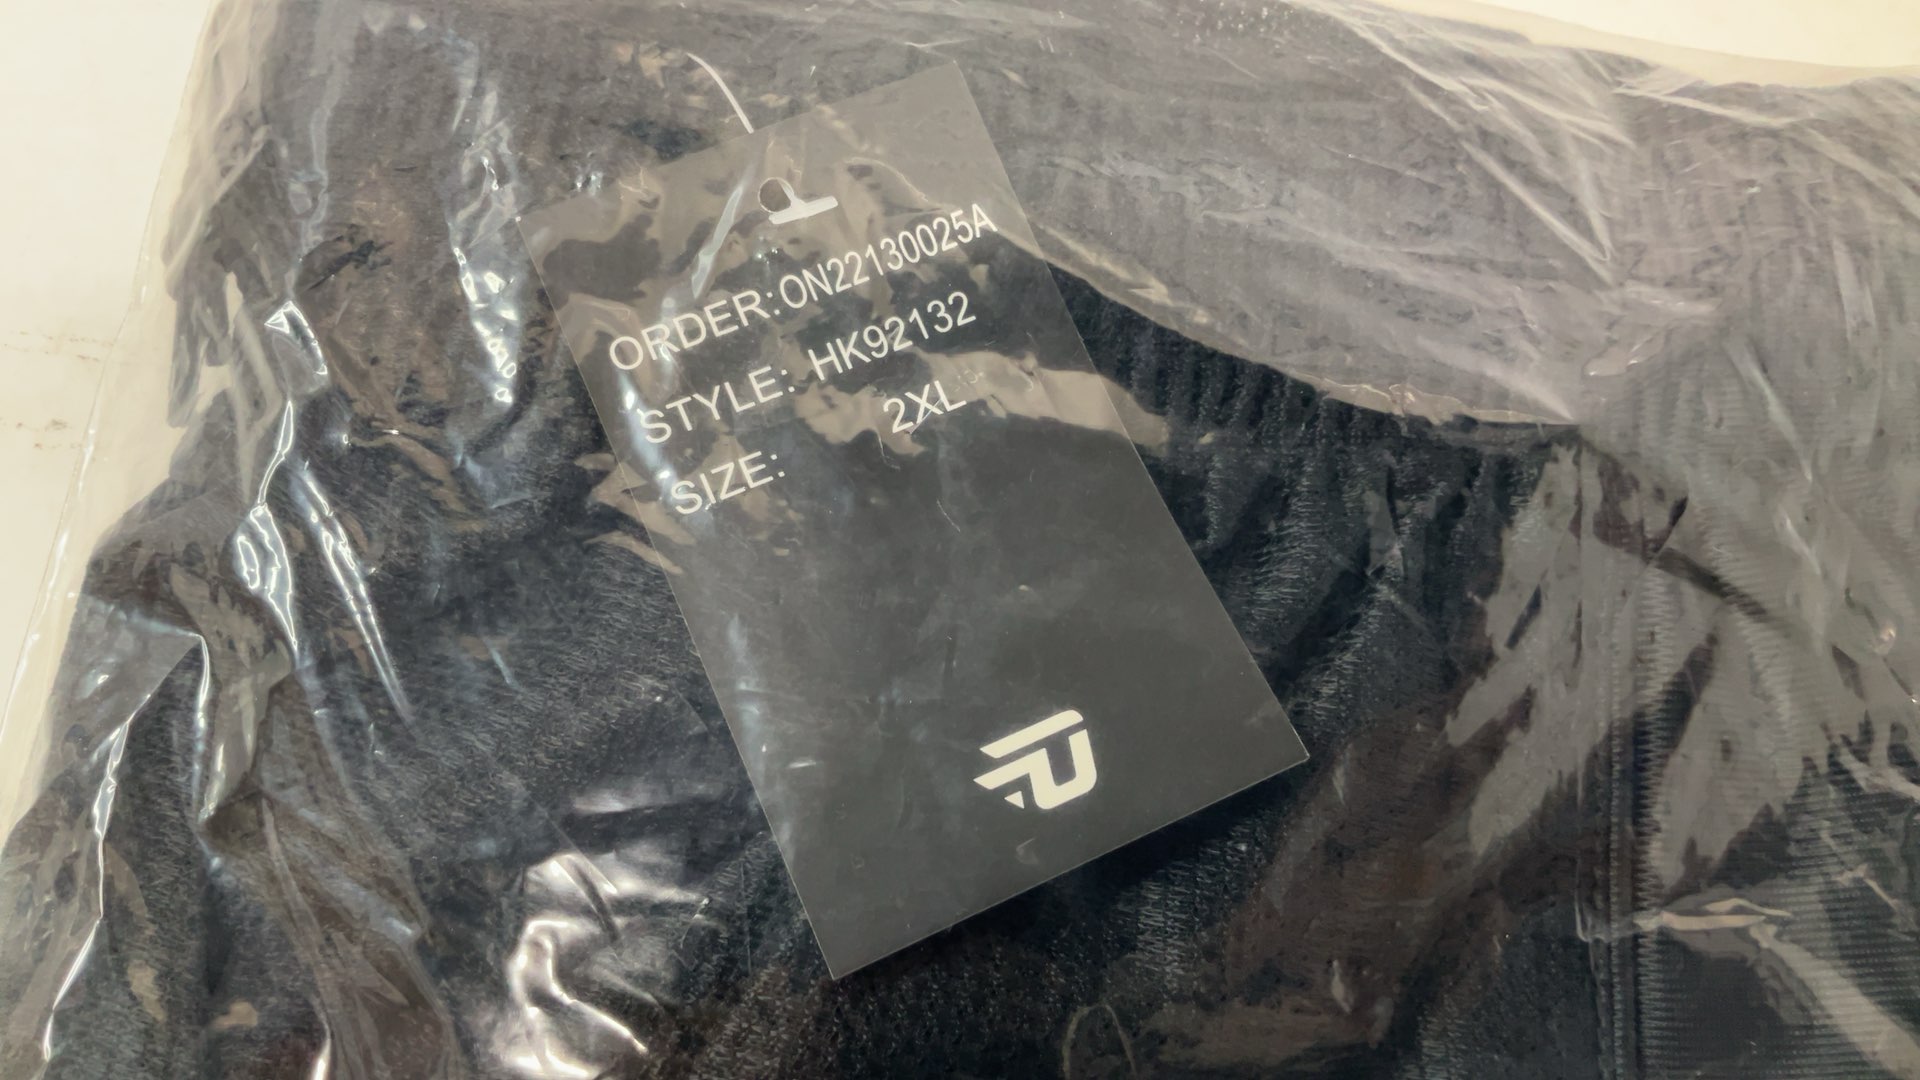 ORDER: ON22130025A
STYLE: HK92132
SIZE: 2XL